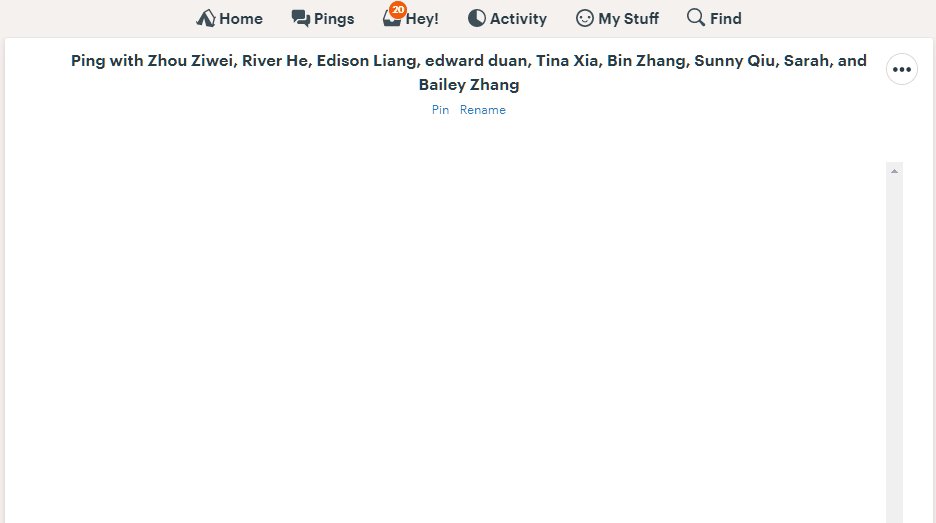 Home Pings 20 Hey! Activity My Stuff Find
Ping with Zhou Ziwei, River He, Edison Liang, edward duan, Tina Xia, Bin Zhang, Sunny Qiu, Sarah, and
Bailey Zhang
Pin Rename